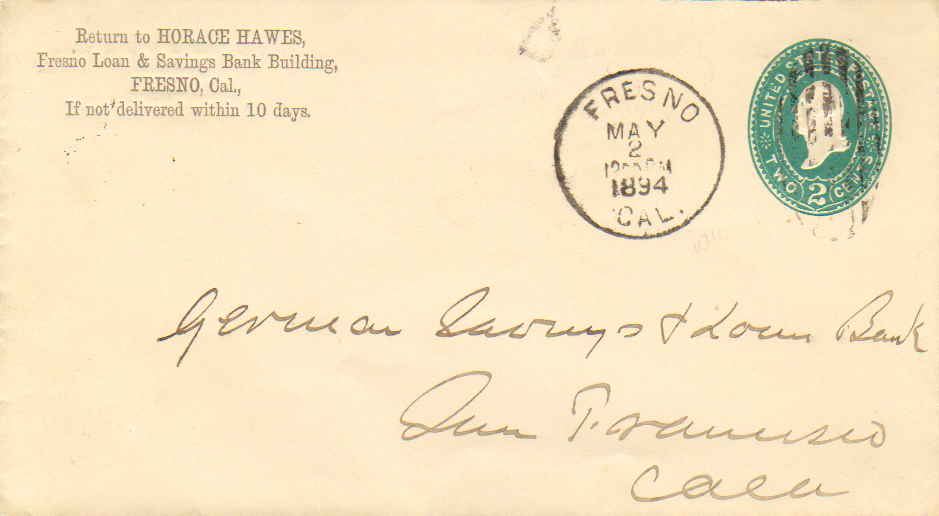 Return to HORACE HAWES,
Fresno Loan & Savings Bank Building,
FRESNO, Cal.,
If not delivered within 10 days.
FRESNO
MAY
2
1894
CAL.
UNITED STATES
TWO 2 CENTS
German Savings & Loan Bank
San Francisco
Cala